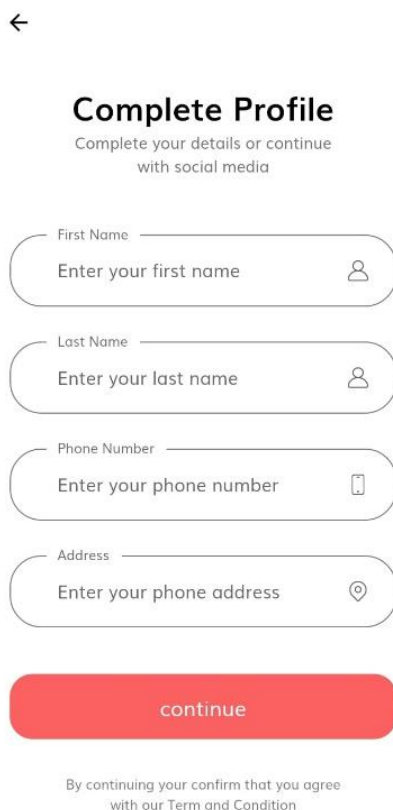 Complete Profile
Complete your details or continue
with social media
First Name
Enter your first name
Last Name
Enter your last name
Phone Number
Enter your phone number
Address
Enter your phone address
continue
By continuing your confirm that you agree
with our Term and Condition